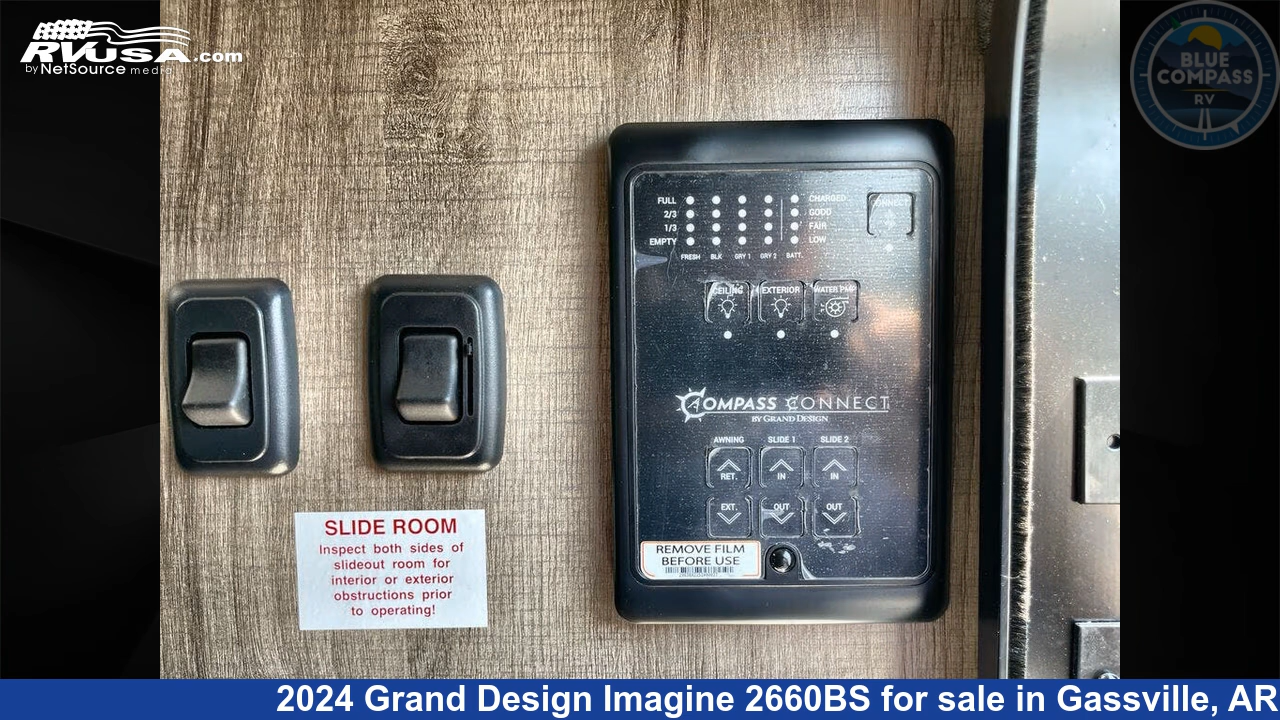 RVUSA.com
by NetSource media
BLUE
COMPASS
RV
FULL
2/3
1/3
EMPTY
FRESH BLK GRY 1 GRY 2 BATT.
CHARGED
GOOD
FAIR
LOW
CONNECT
CEILING EXTERIOR WATER PMP
COMPASS CONNECT
BY GRAND DESIGN
AWNING SLIDE 1 SLIDE 2
RET. IN IN
EXT. OUT OUT
REMOVE FILM
BEFORE USE
SLIDE ROOM
Inspect both sides of
slideout room for
interior or exterior
obstructions prior
to operating!
2024 Grand Design Imagine 2660BS for sale in Gassville, AR